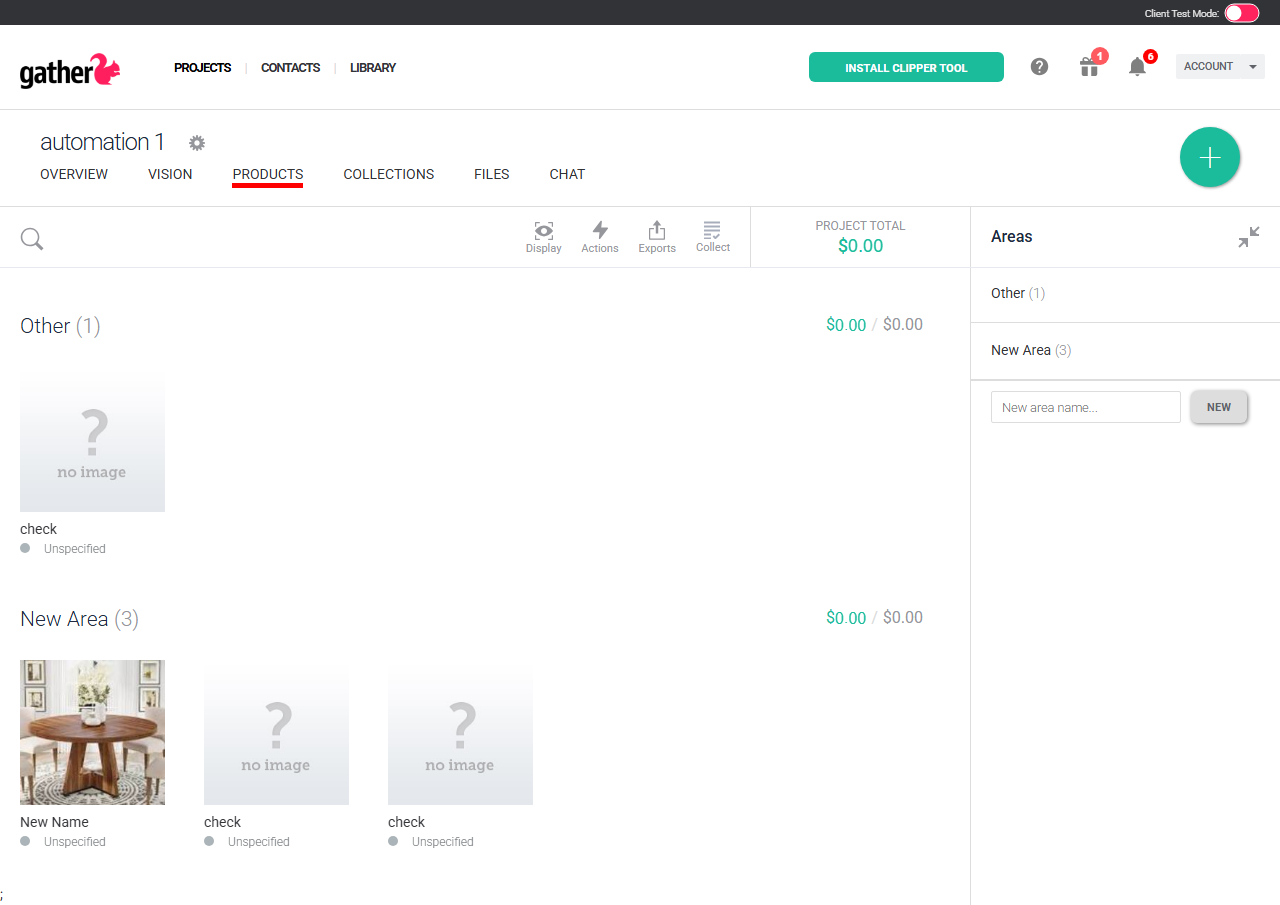 Client Test Mode:
gather
PROJECTS | CONTACTS | LIBRARY
INSTALL CLIPPER TOOL
?
1
6
ACCOUNT
automation 1
OVERVIEW VISION PRODUCTS COLLECTIONS FILES CHAT
+
Display Actions Exports Collect
PROJECT TOTAL
$0.00
Areas
Other (1)
New Area (3)
New area name...
NEW
Other (1)
$0.00 / $0.00
?
no image
check
Unspecified
New Area (3)
$0.00 / $0.00
New Name
Unspecified
?
no image
check
Unspecified
?
no image
check
Unspecified
;